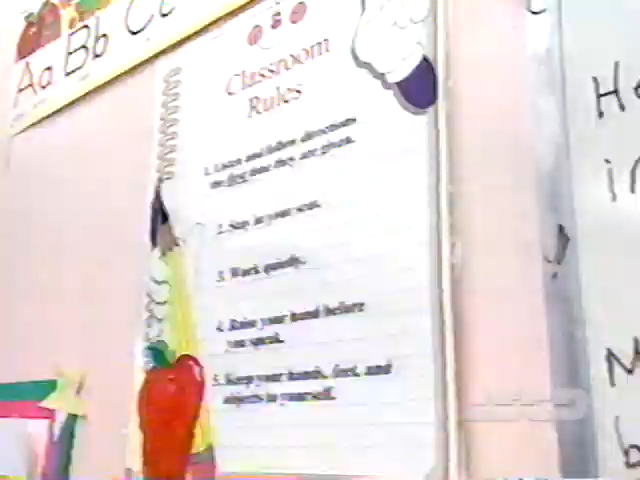 Aa Bb Cc
Classroom
Rules
1. Listen and follow directions
the first time they are given.
2. Stay in your seat.
3. Work quietly.
4. Raise your hand before
you speak.
5. Keep your hands, feet, and
objects to yourself.